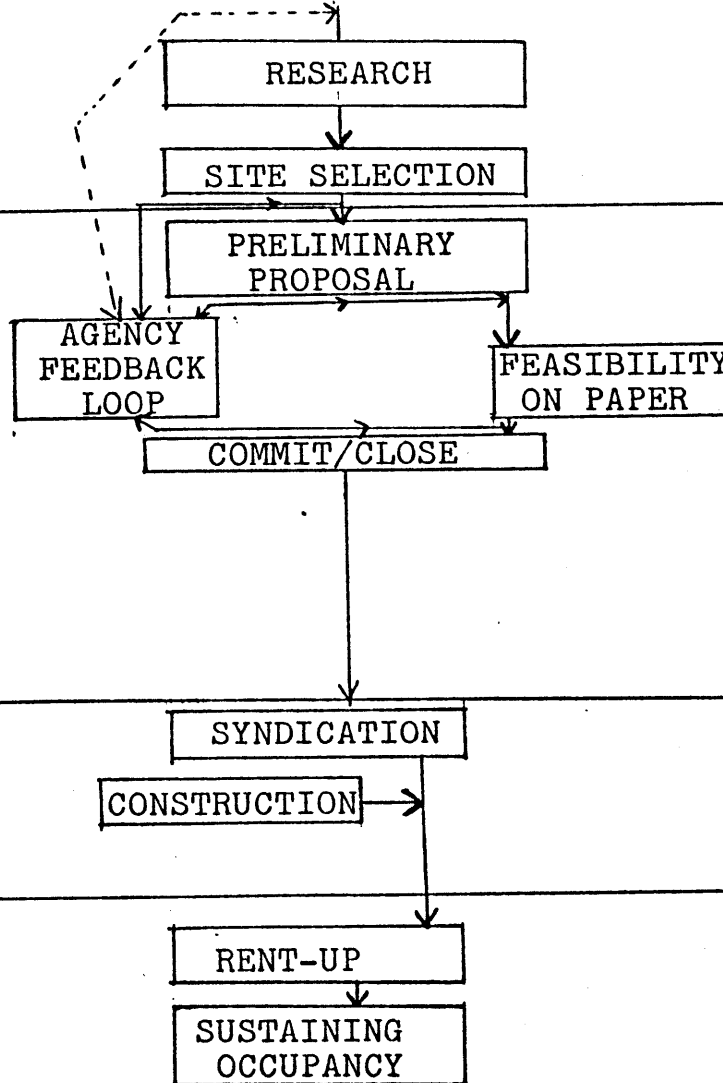 RESEARCH
SITE SELECTION
PRELIMINARY
PROPOSAL
AGENCY
FEEDBACK
LOOP
FEASIBILITY
ON PAPER
COMMIT/CLOSE
SYNDICATION
CONSTRUCTION
RENT-UP
SUSTAINING
OCCUPANCY